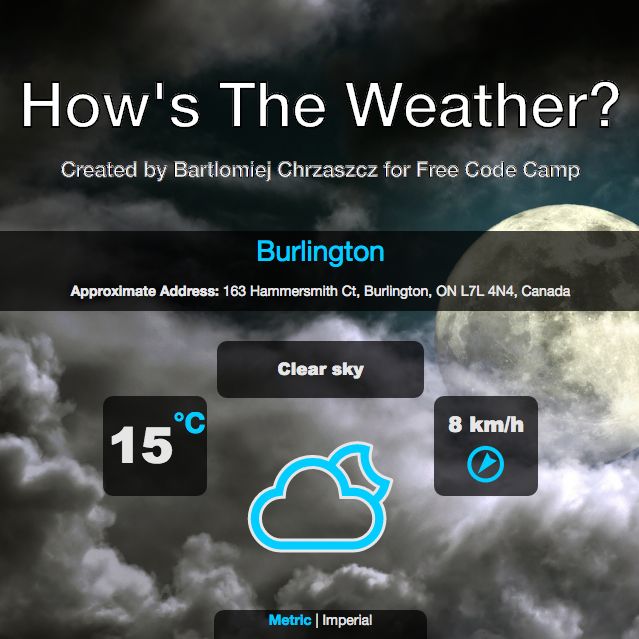 How's The Weather?
Created by Bartlomiej Chrzaszcz for Free Code Camp
Burlington
Approximate Address: 163 Hammersmith Ct, Burlington, ON L7L 4N4, Canada
Clear sky
15°C
8 km/h
Metric | Imperial